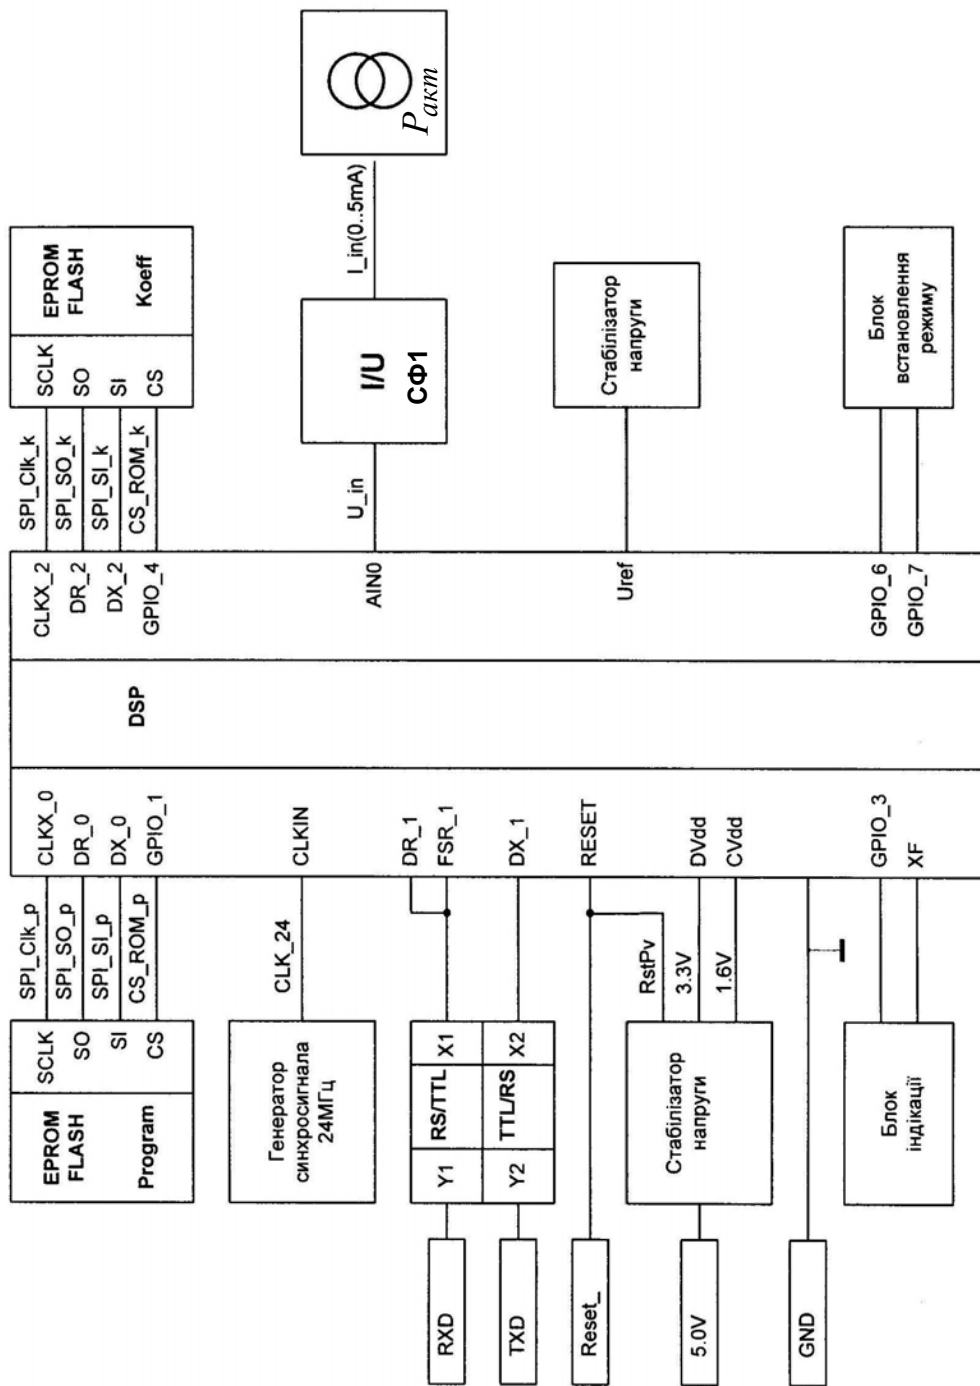 EPROM
FLASH
Program
SCLK
SO
SI
CS
SPI_Clk_p
SPI_SO_p
SPI_SI_p
CS_ROM_p
CLKX_0
DR_0
DX_0
GPIO_1
DSP
CLKX_2
DR_2
DX_2
GPIO_4
SPI_Clk_k
SPI_SO_k
SPI_SI_k
CS_ROM_k
SCLK
SO
SI
CS
EPROM
FLASH
Koeff
Генератор
синхросигнала
24МГц
CLK_24
CLKIN
AIN0
U_in
I/U
СФ1
I_in(0..5mA)
Pакт
RXD
TXD
Y1
RS/TTL
X1
Y2
TTL/RS
X2
DR_1
FSR_1
DX_1
Reset_
RESET
5.0V
Стабілізатор
напруги
RstPv
3.3V
1.6V
DVdd
CVdd
Uref
Стабілізатор
напруги
GND
Блок
індікації
GPIO_3
XF
GPIO_6
GPIO_7
Блок
встановлення
режиму